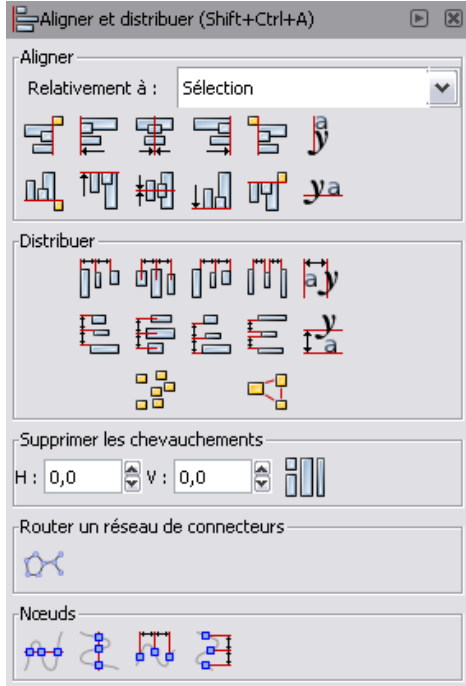 Aligner et distribuer (Shift+Ctrl+A)
Aligner
Relativement à : Sélection
a y
y a
Distribuer
a y
y a
Supprimer les chevauchements
H : 0,0 V : 0,0
Router un réseau de connecteurs
Nœuds